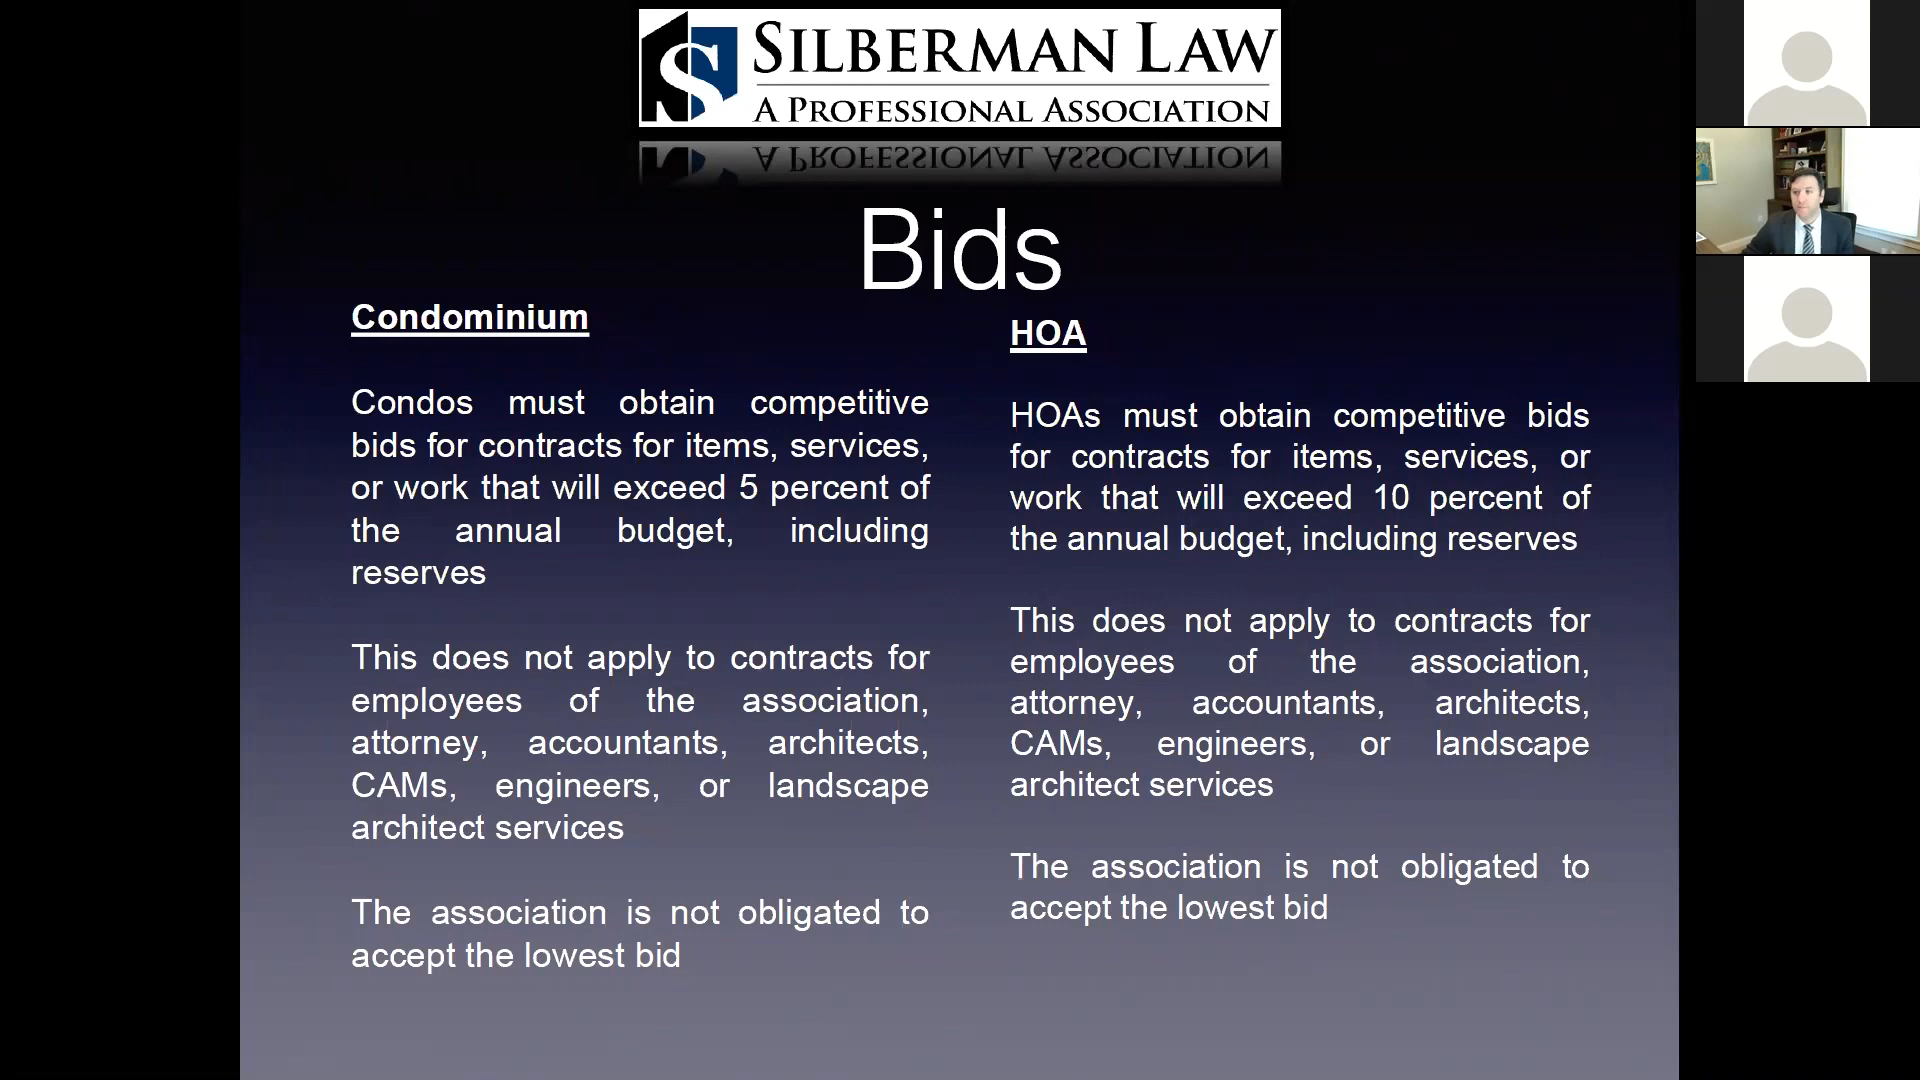 S SILBERMAN LAW
A PROFESSIONAL ASSOCIATION
A PROFESSIONAL ASSOCIATION
Bids
Condominium
Condos must obtain competitive
bids for contracts for items, services,
or work that will exceed 5 percent of
the annual budget, including
reserves
This does not apply to contracts for
employees of the association,
attorney, accountants, architects,
CAMs, engineers, or landscape
architect services
The association is not obligated to
accept the lowest bid
HOA
HOAs must obtain competitive bids
for contracts for items, services, or
work that will exceed 10 percent of
the annual budget, including reserves
This does not apply to contracts for
employees of the association,
attorney, accountants, architects,
CAMs, engineers, or landscape
architect services
The association is not obligated to
accept the lowest bid